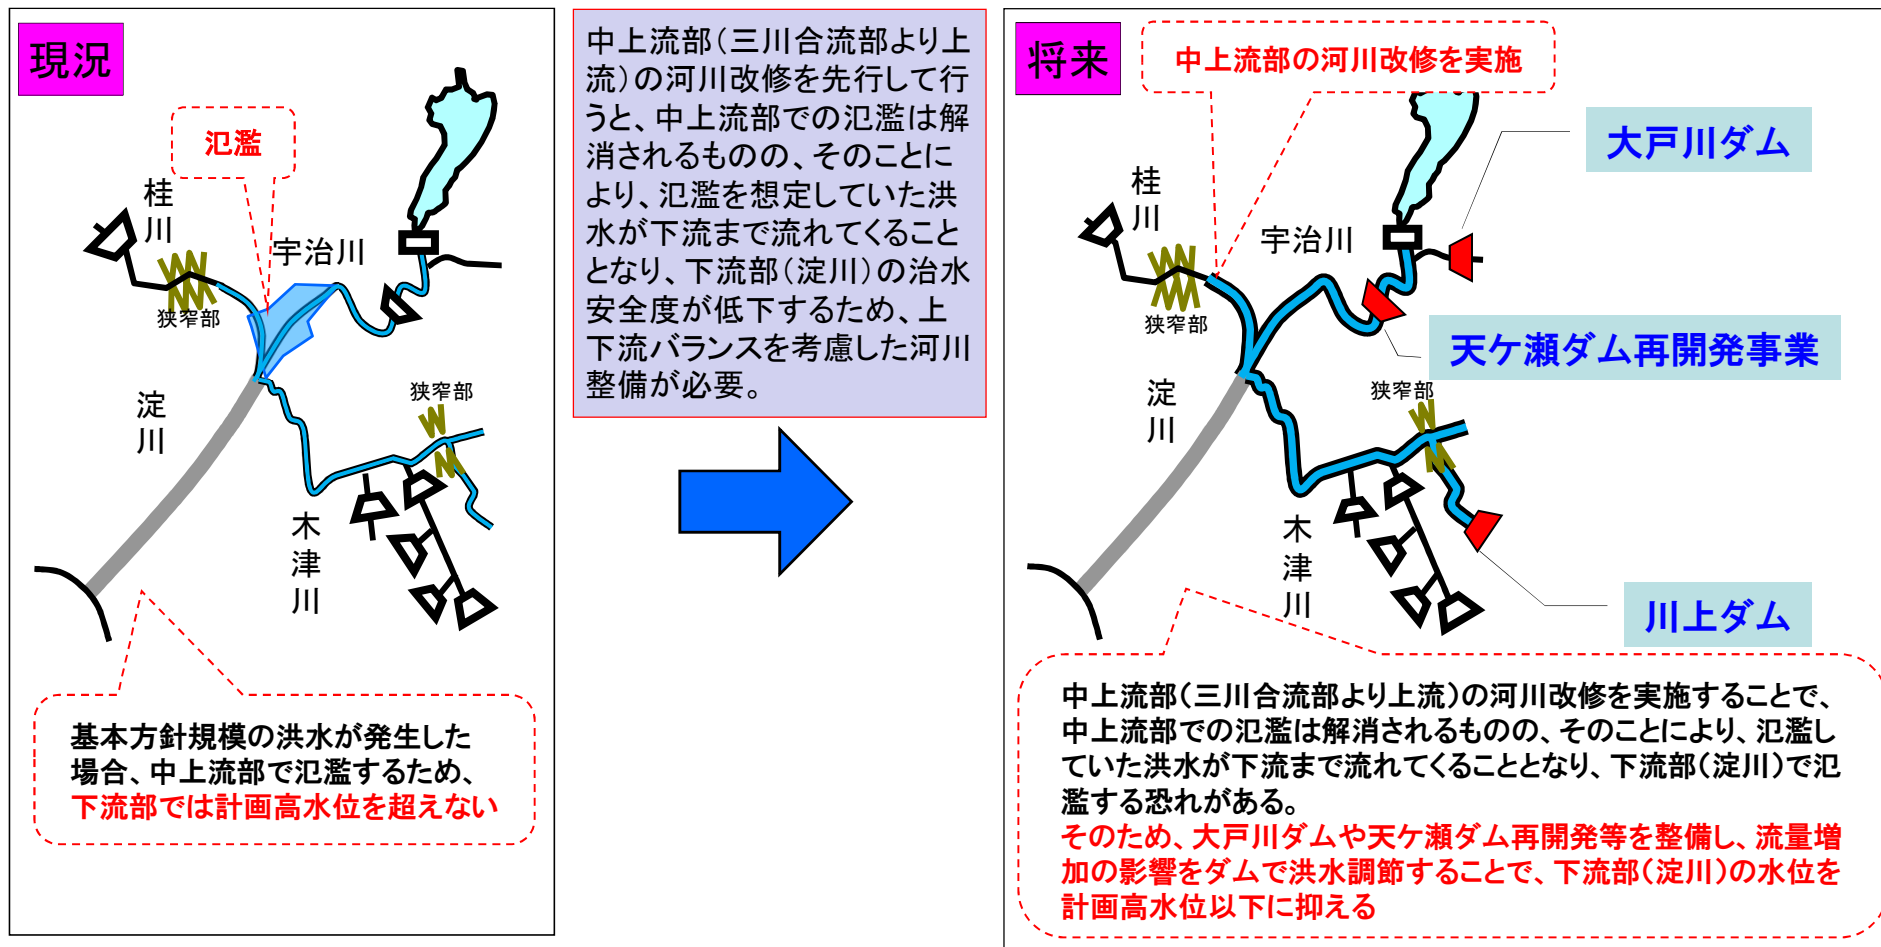 現況
氾濫
桂川
宇治川
狭窄部
淀川
狭窄部
木津川
基本方針規模の洪水が発生した
場合、中上流部で氾濫するため、
下流部では計画高水位を超えない
中上流部（三川合流部より上
流）の河川改修を先行して行
うと、中上流部での氾濫は解
消されるものの、そのことに
より、氾濫を想定していた洪
水が下流まで流れてくること
となり、下流部（淀川）の治水
安全度が低下するため、上
下流バランスを考慮した河川
整備が必要。
将来
中上流部の河川改修を実施
大戸川ダム
桂川
宇治川
狭窄部
天ケ瀬ダム再開発事業
淀川
狭窄部
木津川
川上ダム
中上流部（三川合流部より上流）の河川改修を実施することで、
中上流部での氾濫は解消されるものの、そのことにより、氾濫し
ていた洪水が下流まで流れてくることとなり、下流部（淀川）で氾
濫する恐れがある。
そのため、大戸川ダムや天ケ瀬ダム再開発等を整備し、流量増
加の影響をダムで洪水調節することで、下流部（淀川）の水位を
計画高水位以下に抑える